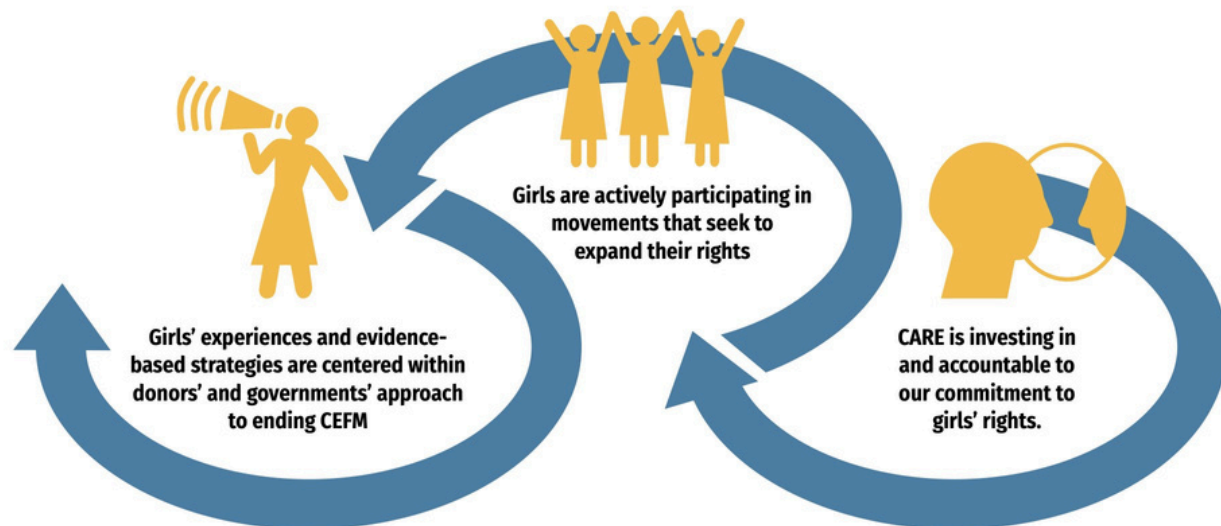 Girls are actively participating in
movements that seek to
expand their rights
Girls’ experiences and evidence-
based strategies are centered within
donors’ and governments’ approach
to ending CEFM
CARE is investing in
and accountable to
our commitment to
girls’ rights.